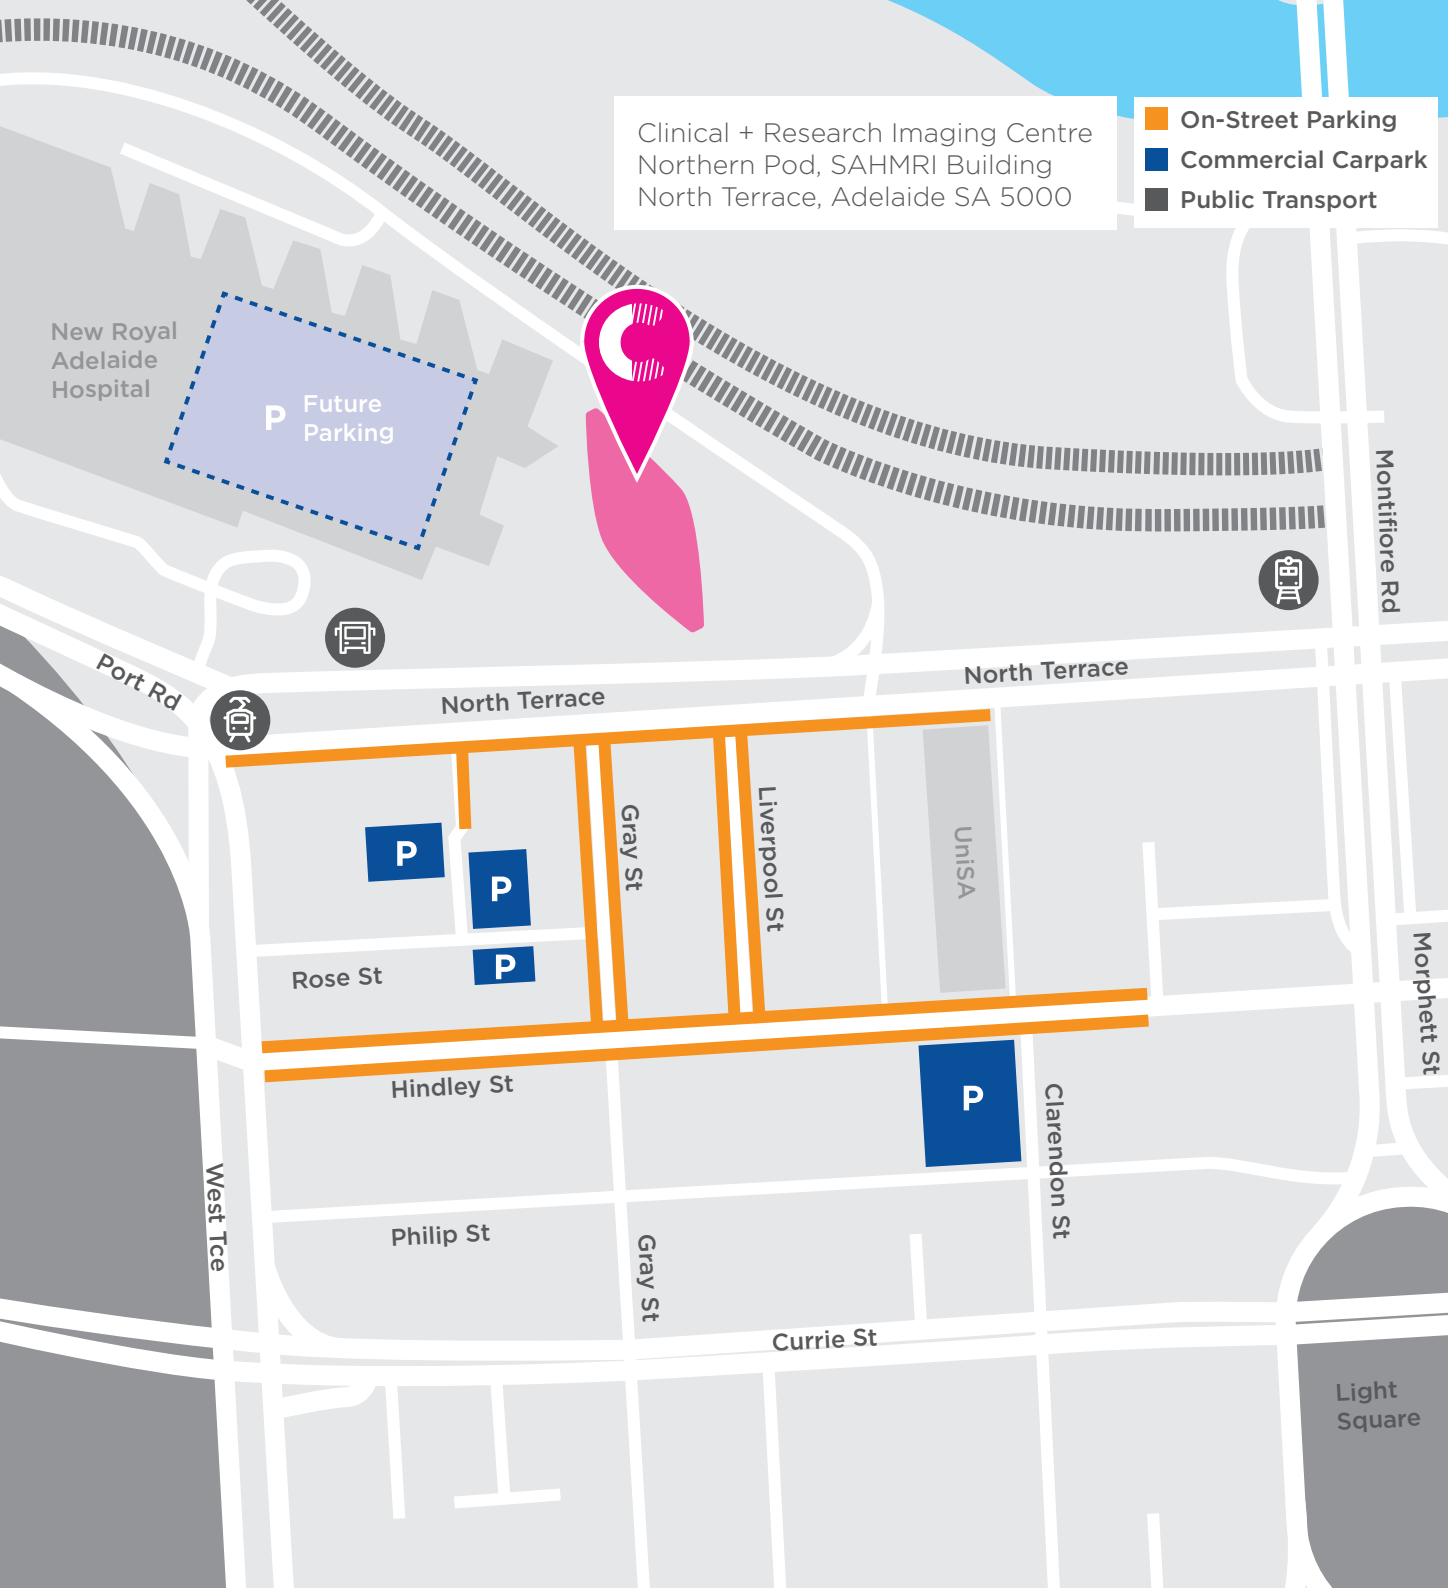 Clinical + Research Imaging Centre
Northern Pod, SAHMRI Building
North Terrace, Adelaide SA 5000
On-Street Parking
Commercial Carpark
Public Transport
New Royal
Adelaide
Hospital
P
Future
Parking
Montifiore Rd
Port Rd
North Terrace
North Terrace
Gray St
Liverpool St
UniSA
P
P
P
Rose St
Morphett St
Hindley St
P
Clarendon St
West Tce
Philip St
Gray St
Currie St
Light
Square